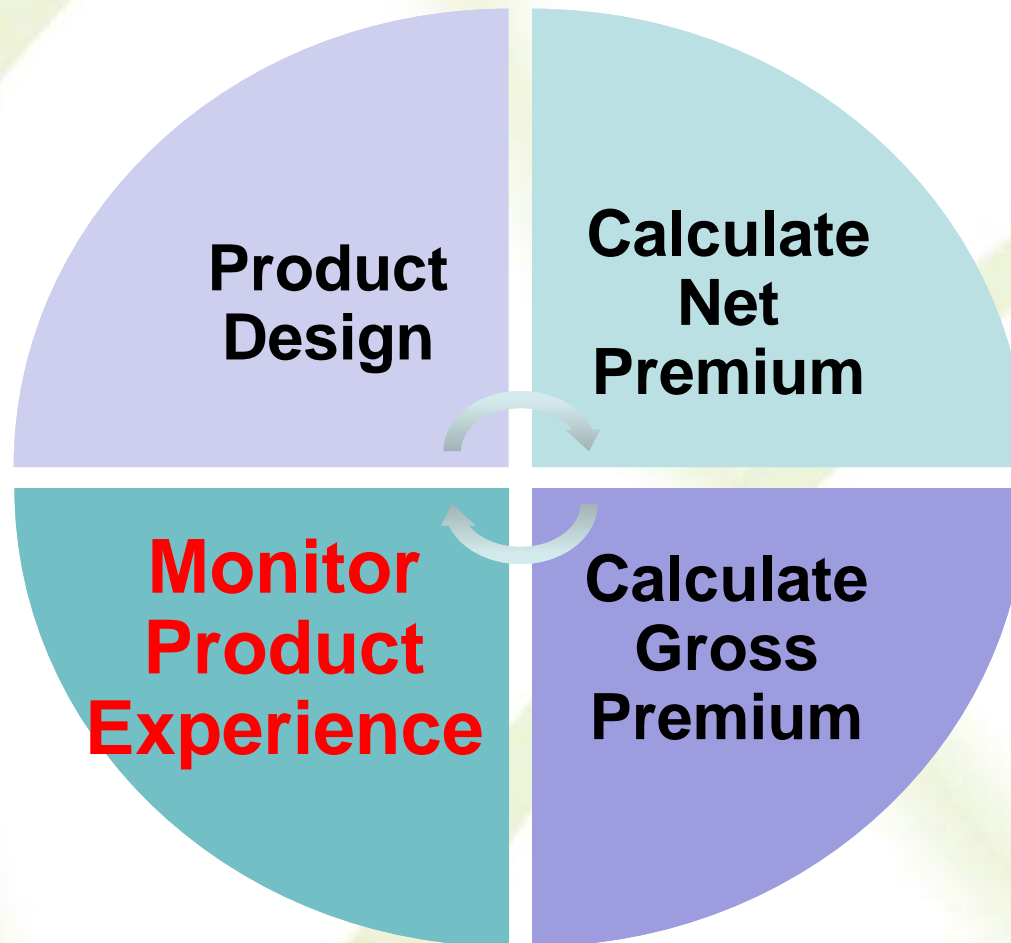 Product
Design
Calculate
Net
Premium
Monitor
Product
Experience
Calculate
Gross
Premium